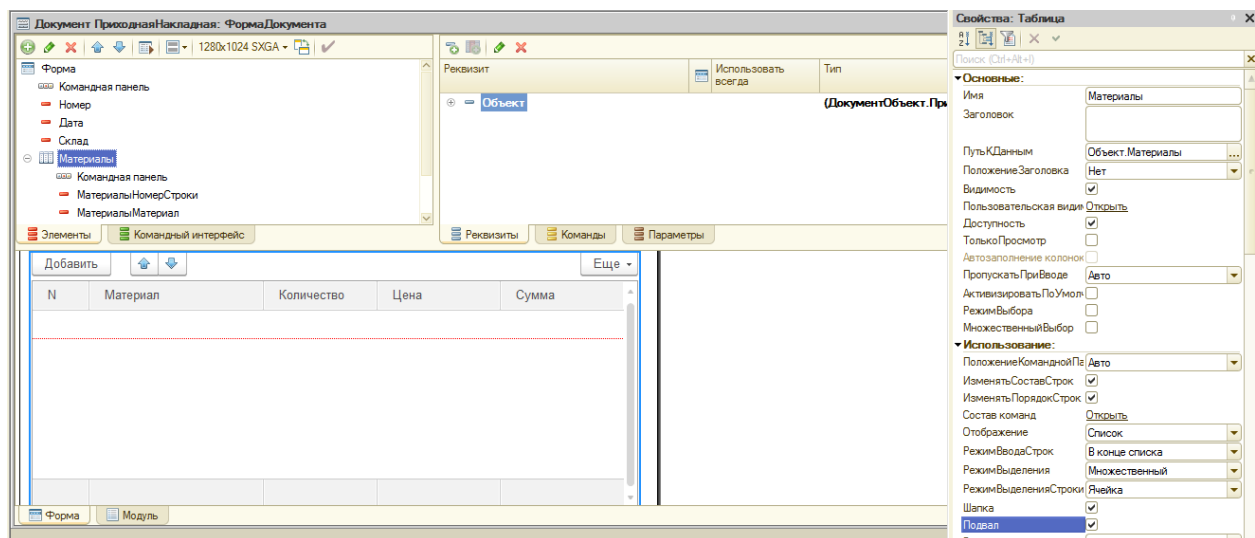 Документ ПриходнаяНакладная: ФормаДокумента
1280x1024 SXGA
Форма
Командная панель
Номер
Дата
Склад
Материалы
Командная панель
МатериалыНомерСтроки
МатериалыМатериал
Элементы
Командный интерфейс
Реквизит
Использовать
всегда
Тип
Объект
(ДокументОбъект.При
Реквизиты
Команды
Параметры
Добавить
Еще
N
Материал
Количество
Цена
Сумма
Форма
Модуль
Свойства: Таблица
Поиск (Ctrl+Alt+I)
Основные:
Имя Материалы
Заголовок
ПутьКДанным Объект.Материалы ...
ПоложениеЗаголовка Нет
Видимость
Пользовательская видим Открыть
Доступность
ТолькоПросмотр
Автозаполнение колонок
ПропускатьПриВводе Авто
АктивизироватьПоУмолч
РежимВыбора
МножественныйВыбор
Использование:
ПоложениеКоманднойПа Авто
ИзменятьСоставСтрок
ИзменятьПорядокСтрок
Состав команд Открыть
Отображение Список
РежимВводаСтрок В конце списка
РежимВыделения Множественный
РежимВыделенияСтроки Ячейка
Шапка
Подвал